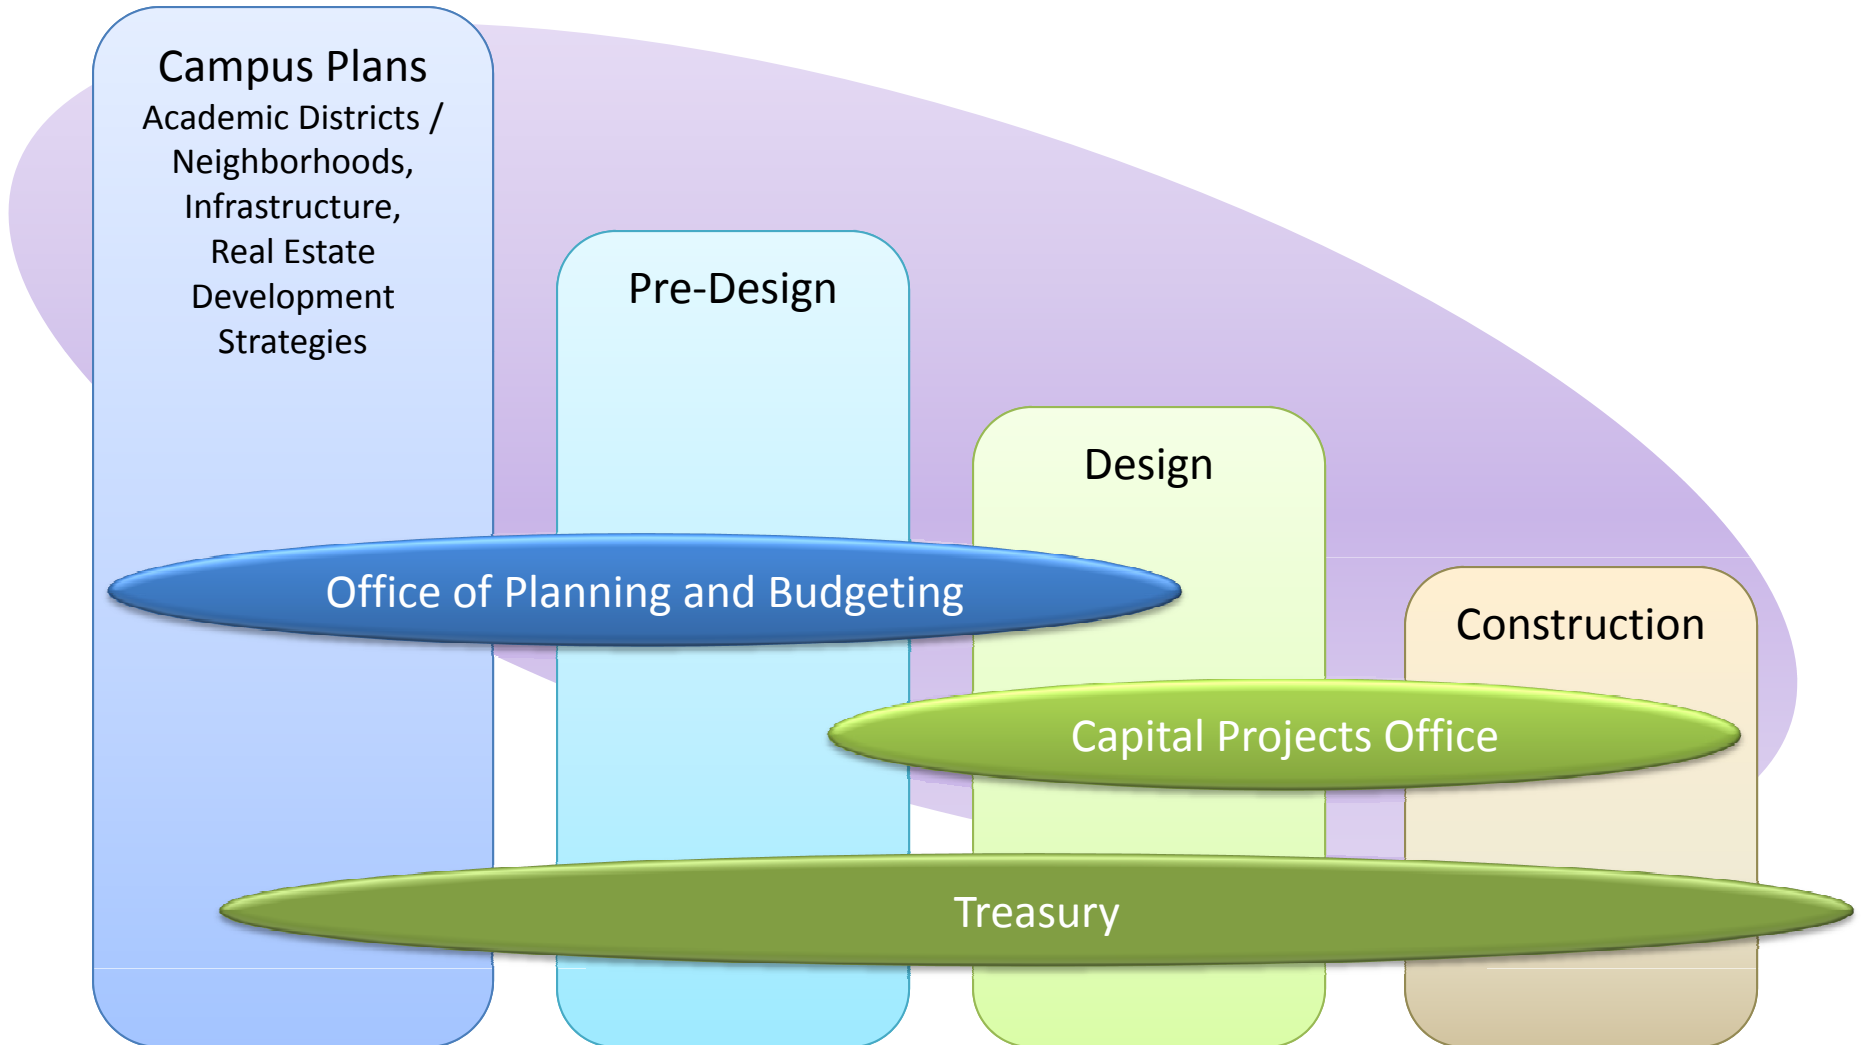 Campus Plans
Academic Districts /
Neighborhoods,
Infrastructure,
Real Estate
Development
Strategies
Pre-Design
Design
Construction
Office of Planning and Budgeting
Capital Projects Office
Treasury